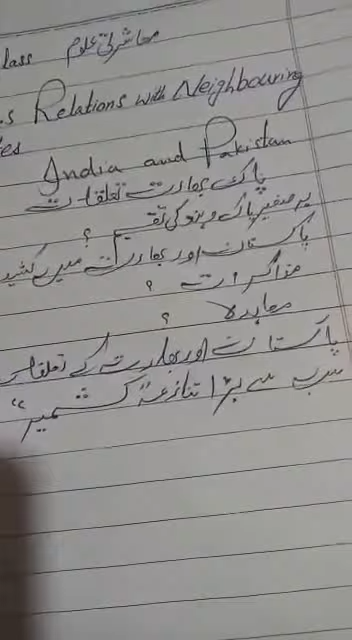 lass معاشرتی علوم
s Relations with Neighbouring
es
India and Pakistan
پاک بھارت تعلقات
برصغیر پاک و ہند کی تقسیم ؟
پاکستان اور بھارت میں کشید
مذاکرات ؟
معاہدہ ؟
پاکستان اور بھارت کے تعلقات
سب سے بڑا تنازعہ "کشمیر"